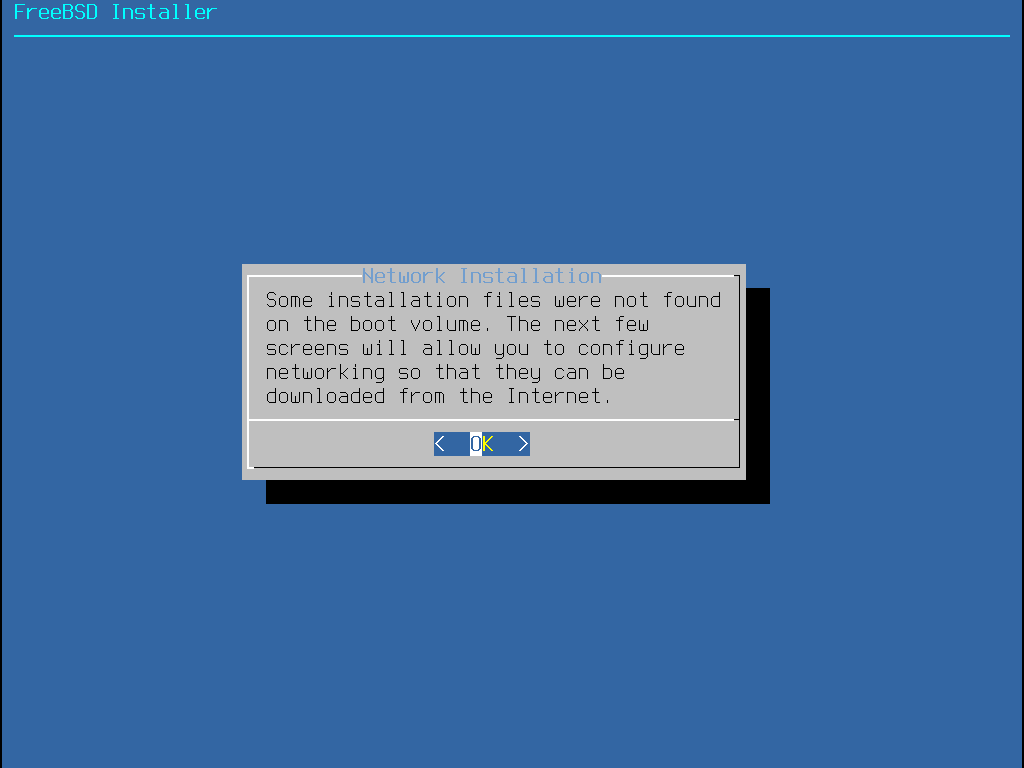 FreeBSD Installer
Network Installation
Some installation files were not found
on the boot volume. The next few
screens will allow you to configure
networking so that they can be
downloaded from the Internet.
<  OK  >